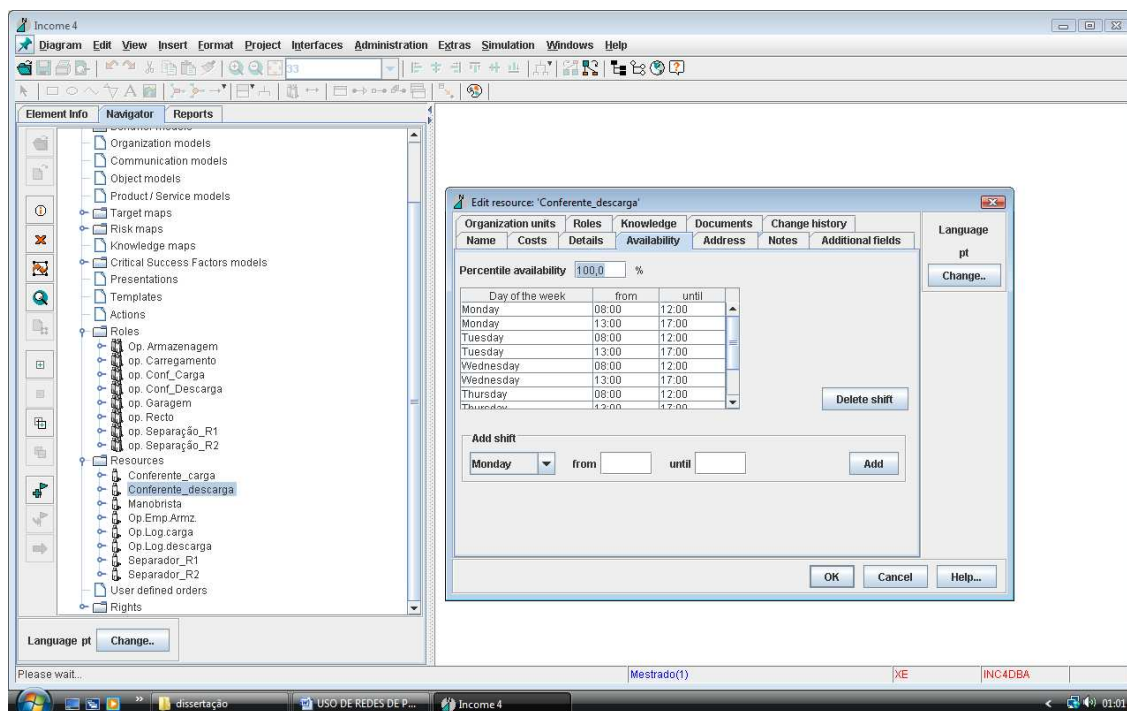 Income 4
Diagram Edit View Insert Format Project Interfaces Administration Extras Simulation Windows Help
33
Element Info Navigator Reports
Organization models
Communication models
Object models
Product / Service models
Target maps
Risk maps
Knowledge maps
Critical Success Factors models
Presentations
Templates
Actions
Roles
Op. Armazenagem
op. Carregamento
op. Conf_Carga
op. Conf_Descarga
op. Garagem
op. Recto
op. Separação_R1
op. Separação_R2
Resources
Conferente_carga
Conferente_descarga
Manobrista
Op.Emp.Armz.
Op.Log.carga
Op.Log.descarga
Separador_R1
Separador_R2
User defined orders
Rights
Language pt Change..
Edit resource: 'Conferente_descarga'
Organization units Roles Knowledge Documents Change history
Name Costs Details Availability Address Notes Additional fields
Percentile availability 100,0 %
Day of the week from until
Monday 08:00 12:00
Monday 13:00 17:00
Tuesday 08:00 12:00
Tuesday 13:00 17:00
Wednesday 08:00 12:00
Wednesday 13:00 17:00
Thursday 08:00 12:00
Thursday 13:00 17:00
Delete shift
Add shift
Monday from until Add
Language
pt
Change..
OK Cancel Help...
Please wait... Mestrado(1) XE INC4DBA
dissertação USO DE REDES DE P... Income 4 01:01